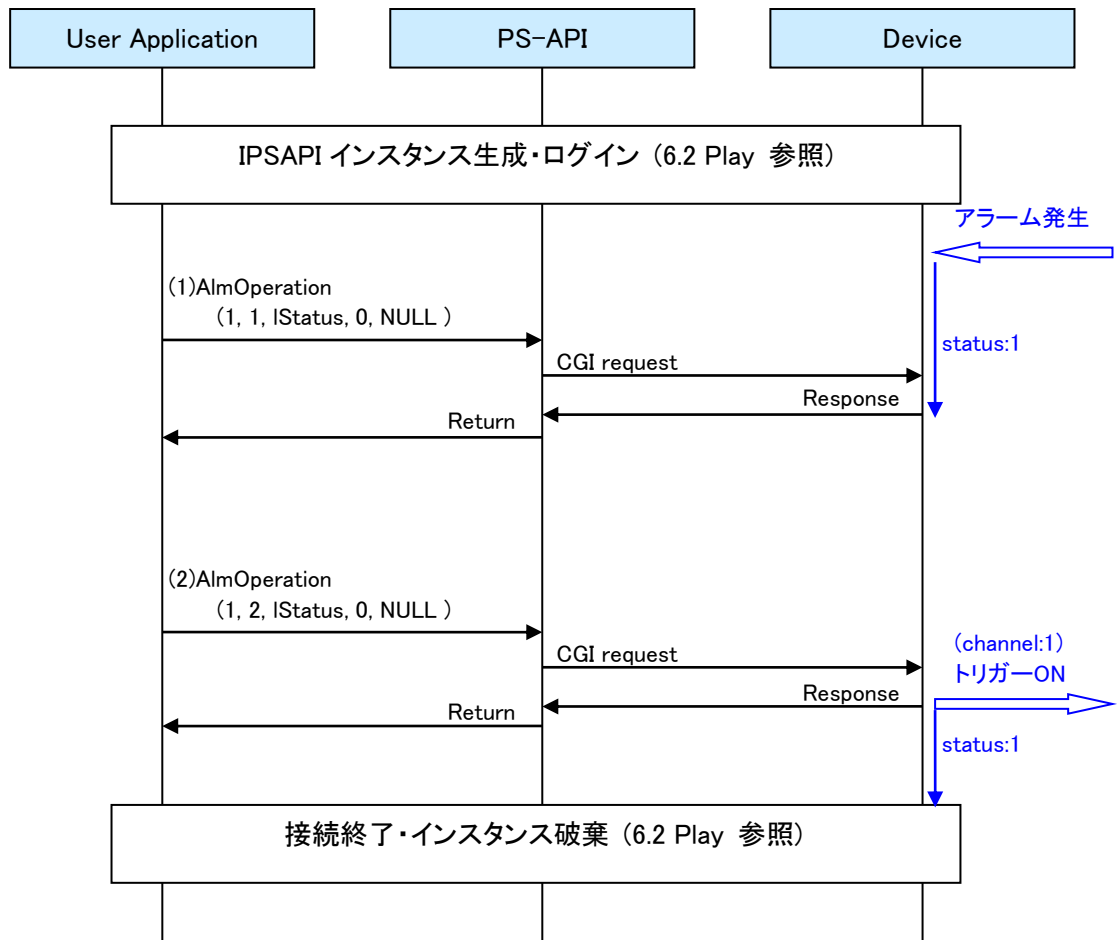 User Application
PS-API
Device
IPSAPI インスタンス生成・ログイン (6.2 Play 参照)
アラーム発生
(1)AlmOperation
(1, 1, lStatus, 0, NULL )
status:1
CGI request
Response
Return
(2)AlmOperation
(1, 2, lStatus, 0, NULL )
CGI request
(channel:1)
トリガーON
Response
Return
status:1
接続終了・インスタンス破棄 (6.2 Play 参照)